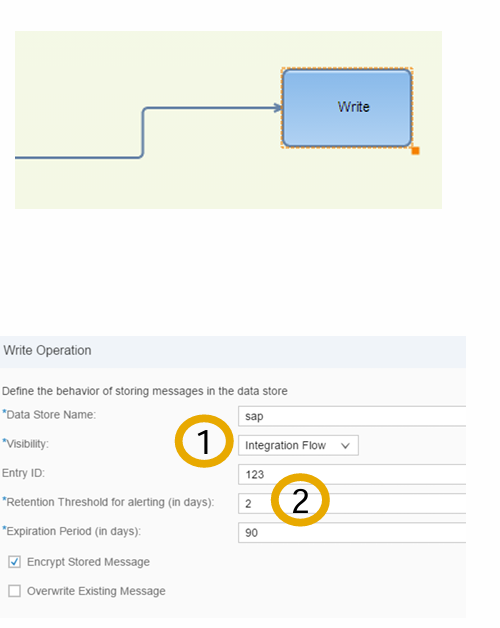 Write
Write Operation
Define the behavior of storing messages in the data store
*Data Store Name: sap
*Visibility: 1 Integration Flow
Entry ID: 123
*Retention Threshold for alerting (in days): 2 2
*Expiration Period (in days): 90
Encrypt Stored Message
Overwrite Existing Message